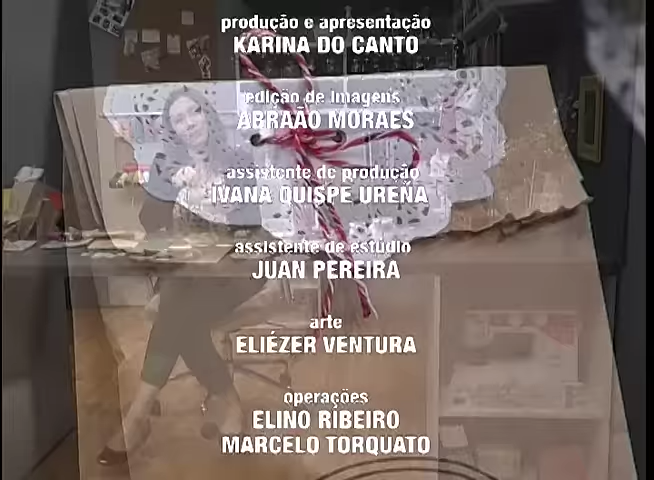 produção e apresentação
KARINA DO CANTO
edição de imagens
ABRAÃO MORAES
assistente de produção
IVANA QUISPE UREÑA
assistente de estúdio
JUAN PEREIRA
arte
ELIÉZER VENTURA
operações
ELINO RIBEIRO
MARCELO TORQUATO